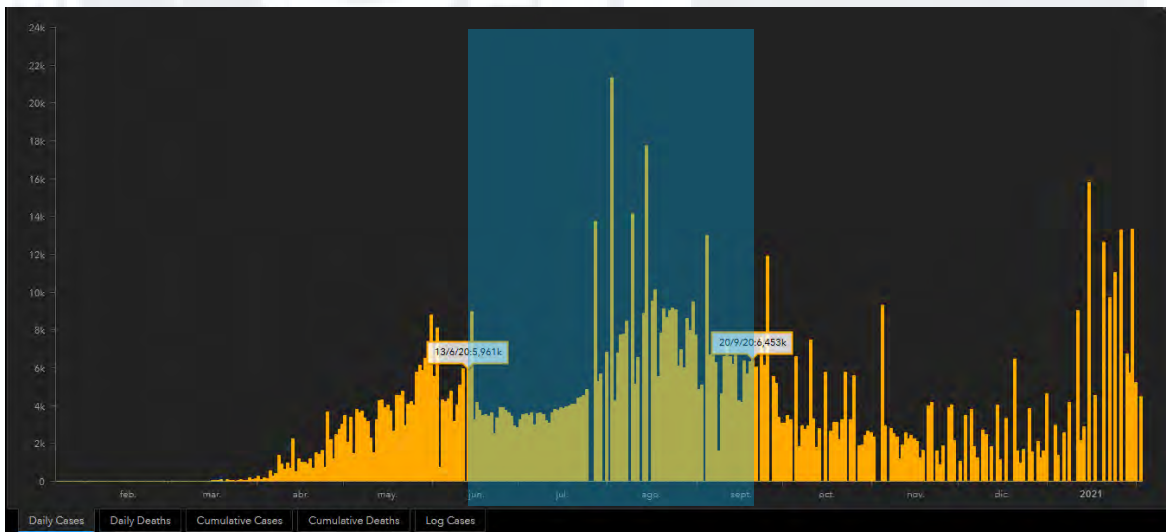 24k
22k
20k
18k
16k
14k
12k
10k
8k
6k
4k
2k
0
13/6/20:5,961k
20/9/20:6,453k
feb. mar. abr. may. jun. jul. ago. sept. oct. nov. dic. 2021
Daily Cases Daily Deaths Cumulative Cases Cumulative Deaths Log Cases